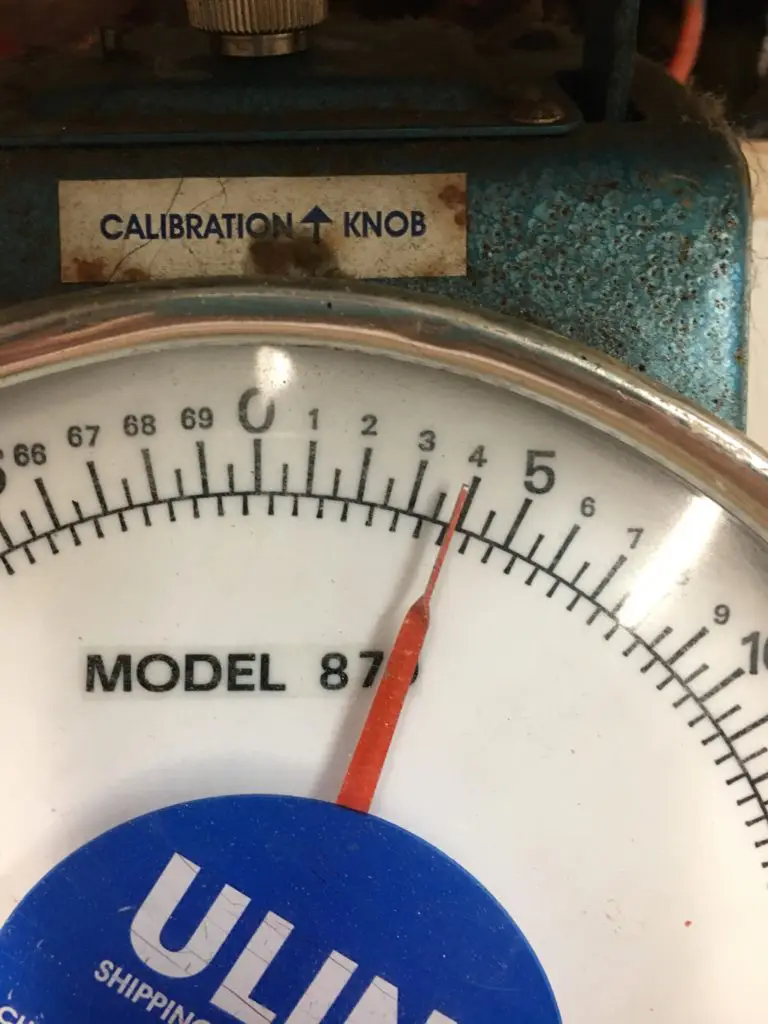 CALIBRATION ↑ KNOB
66 67 68 69 0 1 2 3 4 5 6 7 9 10
MODEL 87
ULIN
SHIPPING